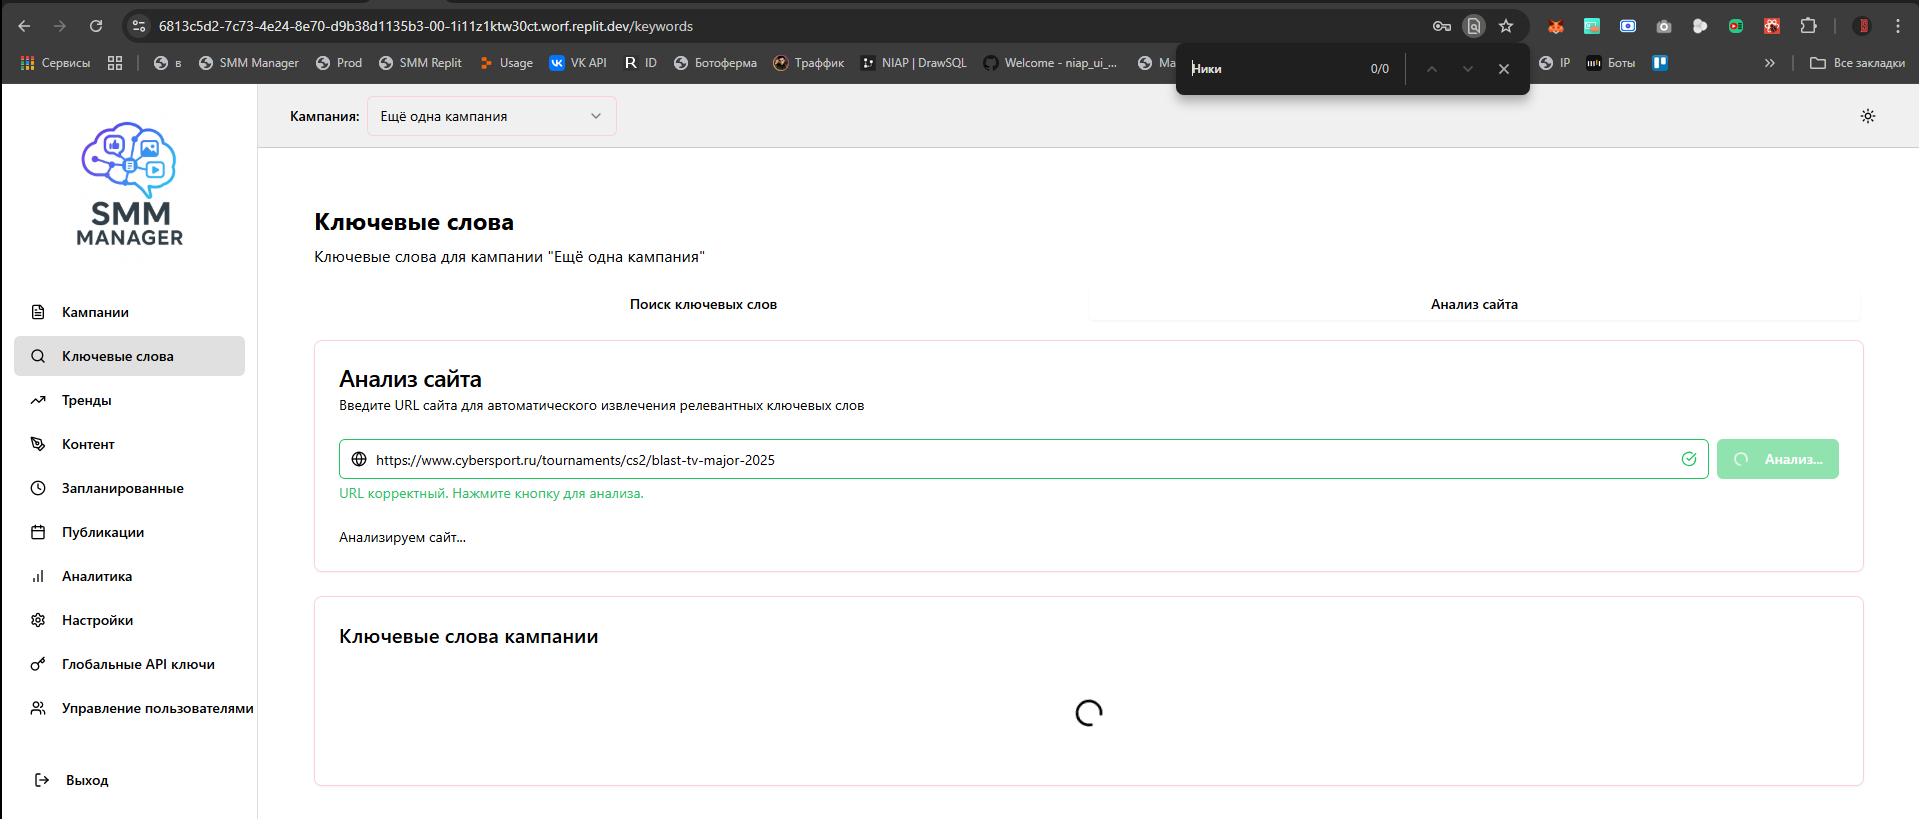 6813c5d2-7c73-4e24-8e70-d9b38d1135b3-00-1i11z1ktw30ct.worf.replit.dev/keywords
Сервисы
в
SMM Manager
Prod
SMM Replit
Usage
VK API
ID
Ботоферма
Траффик
NIAP | DrawSQL
Welcome - niap_ui_...
Ma
Ники
0/0
IP
Боты
Все закладки
SMM
MANAGER
Кампания:
Ещё одна кампания
Кампании
Ключевые слова
Тренды
Контент
Запланированные
Публикации
Аналитика
Настройки
Глобальные API ключи
Управление пользователями
Выход
Ключевые слова
Ключевые слова для кампании "Ещё одна кампания"
Поиск ключевых слов
Анализ сайта
Анализ сайта
Введите URL сайта для автоматического извлечения релевантных ключевых слов
https://www.cybersport.ru/tournaments/cs2/blast-tv-major-2025
Анализ...
URL корректный. Нажмите кнопку для анализа.
Анализируем сайт...
Ключевые слова кампании